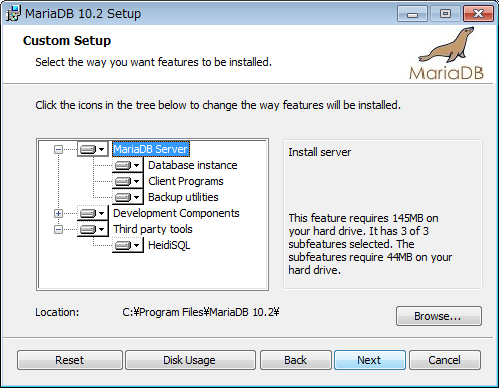 MariaDB 10.2 Setup
Custom Setup
Select the way you want features to be installed.
MariaDB
Click the icons in the tree below to change the way features will be installed.
MariaDB Server
Database instance
Client Programs
Backup utilities
Development Components
Third party tools
HeidiSQL
Install server
This feature requires 145MB on
your hard drive. It has 3 of 3
subfeatures selected. The
subfeatures require 44MB on your
hard drive.
Location: C:¥Program Files¥MariaDB 10.2¥
Browse...
Reset Disk Usage Back Next Cancel